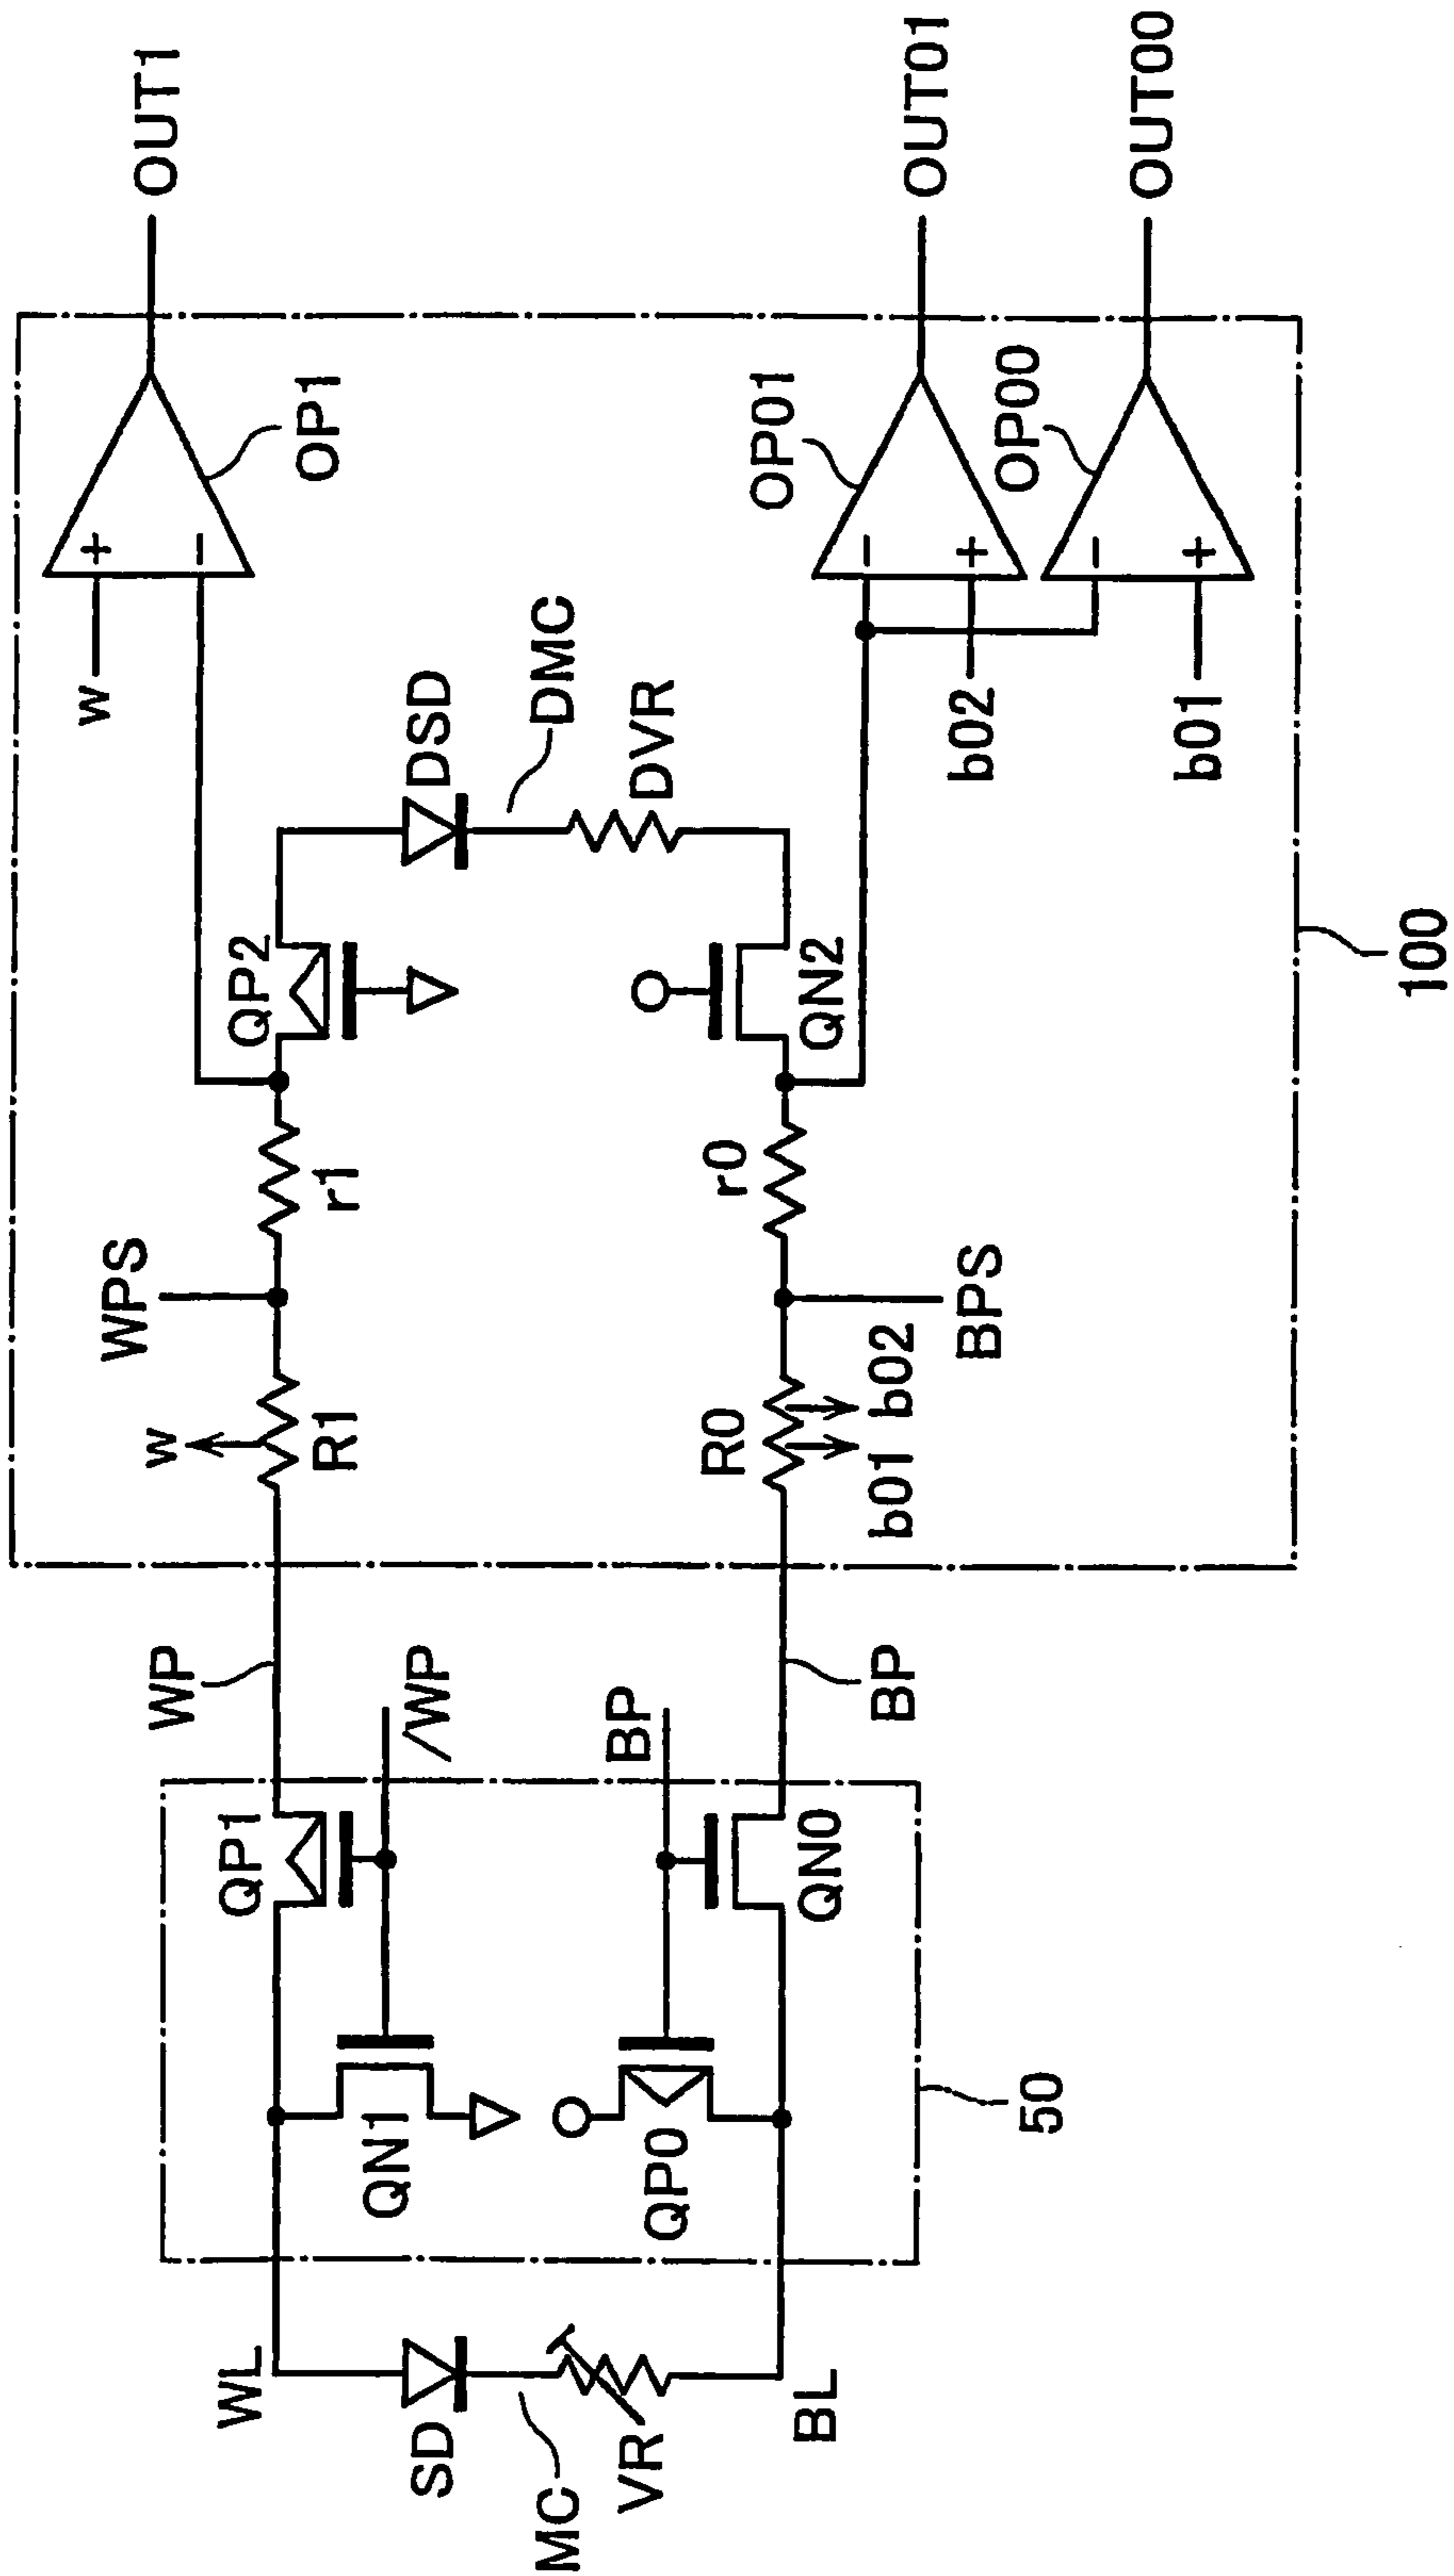 OUT1
OUT01
OUT00
OP1
OP01
OP00
+
−
−
+
−
+
w
b02
b01
DSD
DMC
DVR
QP2
QN2
100
r1
r0
WPS
BPS
w
R1
R0
b01 b02
WP
/WP
BP
BP
QP1
QN0
QN1
QP0
50
WL
SD
MC
VR
BL